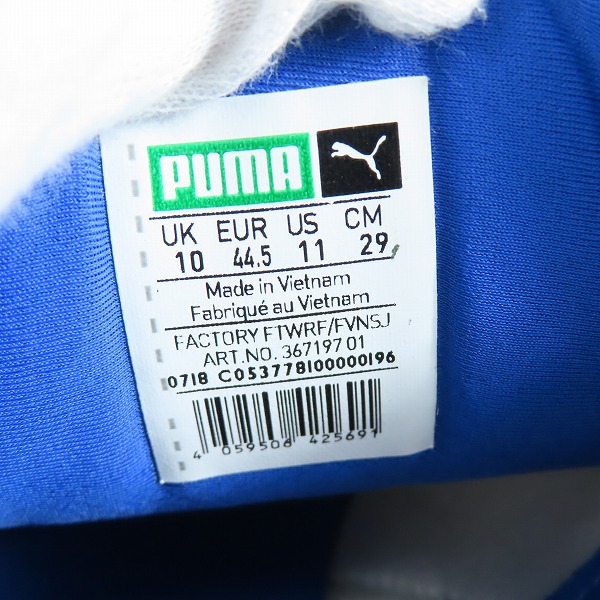 PUMA
UK EUR US CM
10 44.5 11 29
Made in Vietnam
Fabriqué au Vietnam
FACTORY FTWRF/FVNSJ
ART.NO. 367197 01
0718 C053778100000196
4 059506 425691